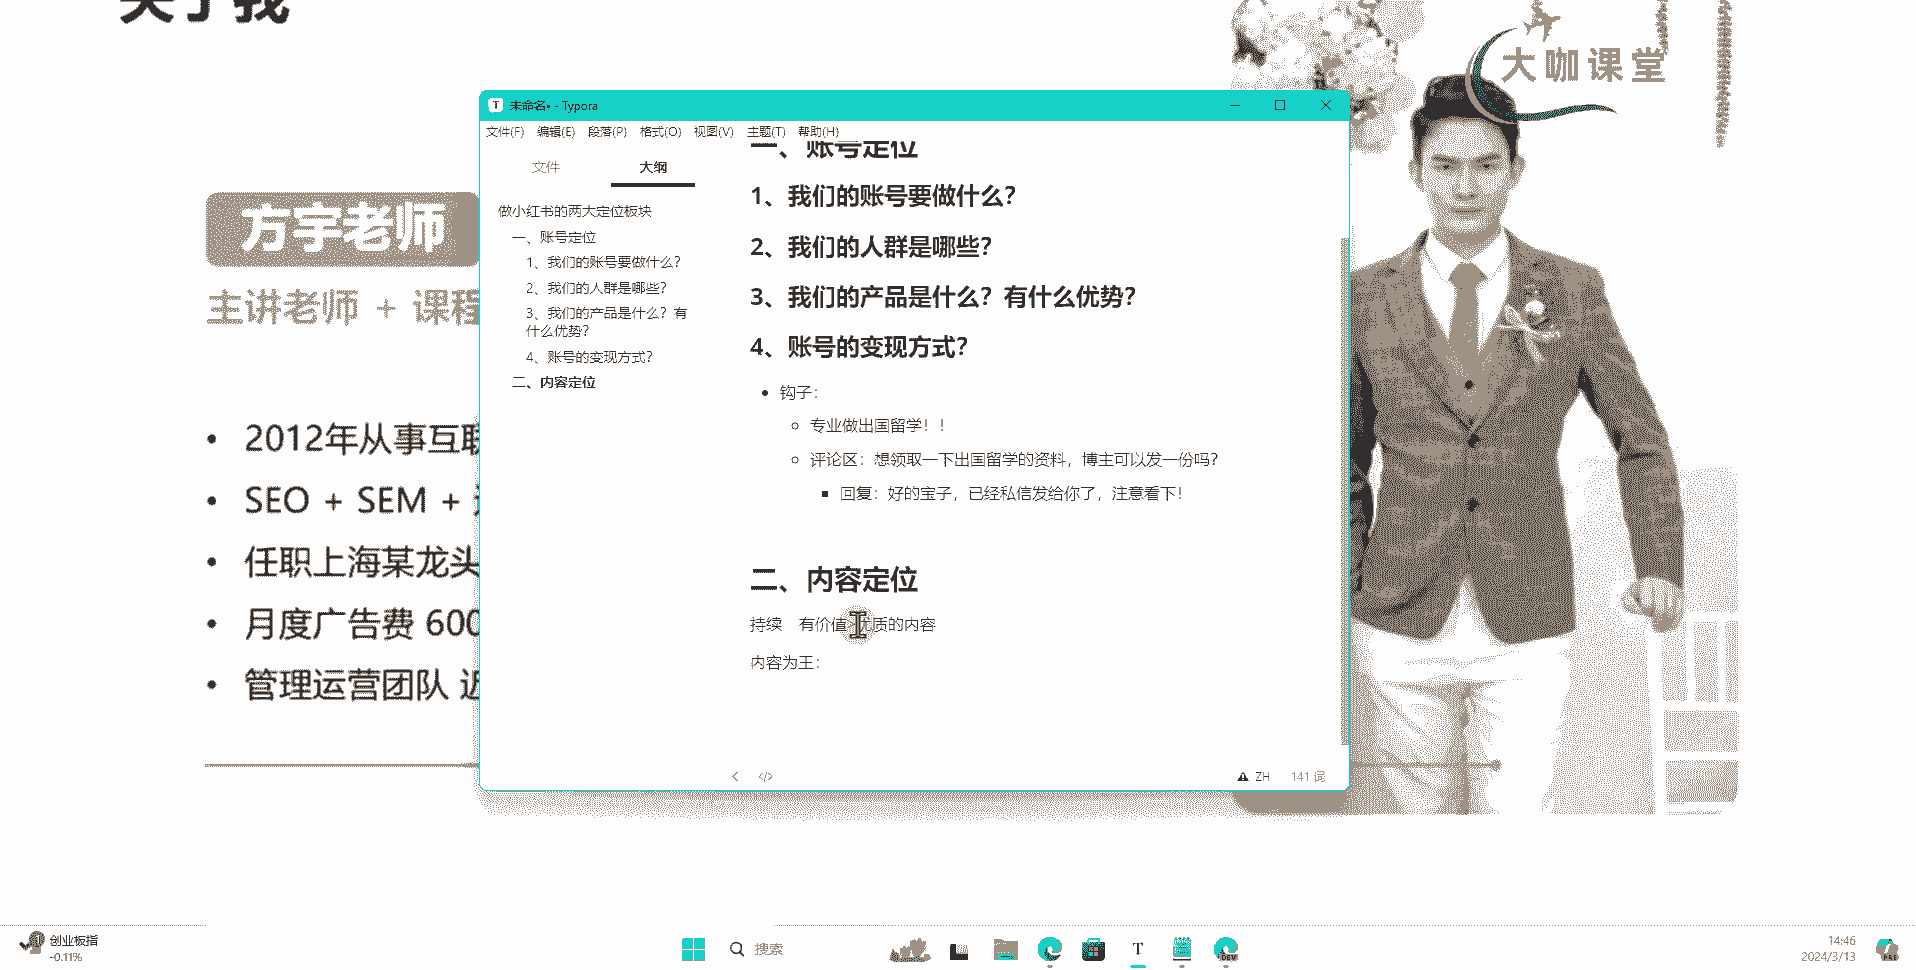 关于我
大咖课堂
方宇老师
主讲老师 + 课程
2012年从事互联
SEO + SEM +
任职上海某龙头
月度广告费 600
管理运营团队 近
未命名• - Typora
文件(F) 编辑(E) 段落(P) 格式(O) 视图(V) 主题(T) 帮助(H)
文件 大纲
做小红书的两大定位板块
一、账号定位
1、我们的账号要做什么?
2、我们的人群是哪些?
3、我们的产品是什么? 有
什么优势?
4、账号的变现方式?
二、内容定位
一、账号定位
1、我们的账号要做什么?
2、我们的人群是哪些?
3、我们的产品是什么? 有什么优势?
4、账号的变现方式?
钩子:
专业做出国留学! !
评论区: 想领取一下出国留学的资料, 博主可以发一份吗?
回复: 好的宝子, 已经私信发给你了, 注意看下!
二、内容定位
持续 有价值 优质的内容
内容为王:
ZH 141 词
创业板指
-0.11%
搜索
14:46
2024/3/13